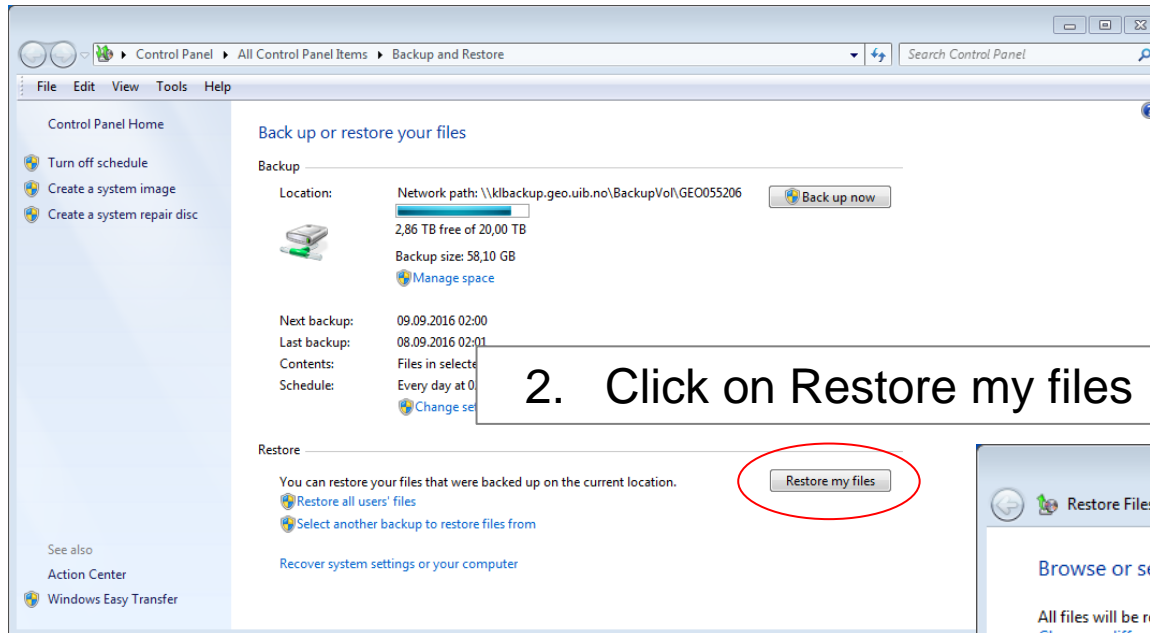 Control Panel ▸ All Control Panel Items ▸ Backup and Restore
Search Control Panel
File Edit View Tools Help
Control Panel Home
Turn off schedule
Create a system image
Create a system repair disc
See also
Action Center
Windows Easy Transfer
Back up or restore your files
Backup
Location: Network path: \\klbackup.geo.uib.no\BackupVol\GEO055206
Back up now
2,86 TB free of 20,00 TB
Backup size: 58,10 GB
Manage space
Next backup: 09.09.2016 02:00
Last backup: 08.09.2016 02:01
Contents: Files in
Schedule: Every day at
Change
2. Click on Restore my files
Restore
You can restore your files that were backed up on the current location.
Restore my files
Restore all users' files
Select another backup to restore files from
Recover system settings or your computer
Restore Files
Browse or
All files will be